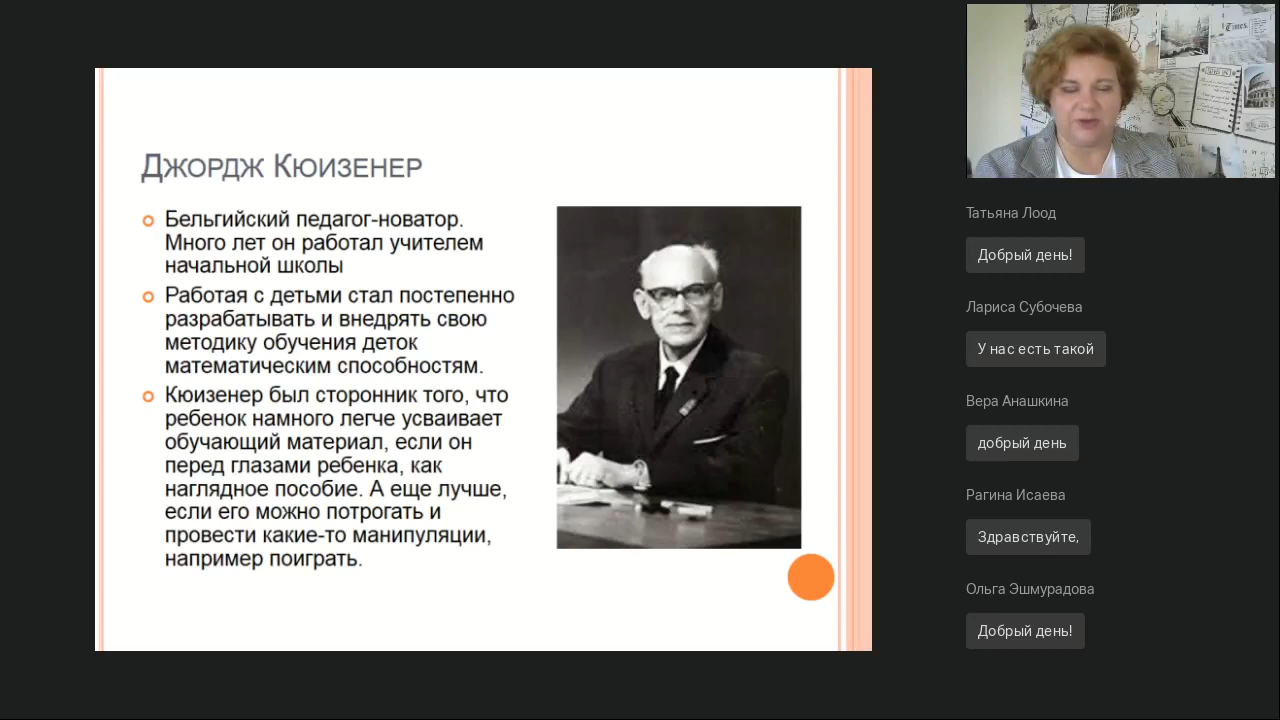 Джордж Кюизенер
Бельгийский педагог-новатор.
Много лет он работал учителем
начальной школы
Работая с детьми стал постепенно
разрабатывать и внедрять свою
методику обучения деток
математическим способностям.
Кюизенер был сторонник того, что
ребенок намного легче усваивает
обучающий материал, если он
перед глазами ребенка, как
наглядное пособие. А еще лучше,
если его можно потрогать и
провести какие-то манипуляции,
например поиграть.
Times
Татьяна Лоод
Добрый день!
Лариса Субочева
У нас есть такой
Вера Анашкина
добрый день
Рагина Исаева
Здравствуйте,
Ольга Эшмурадова
Добрый день!